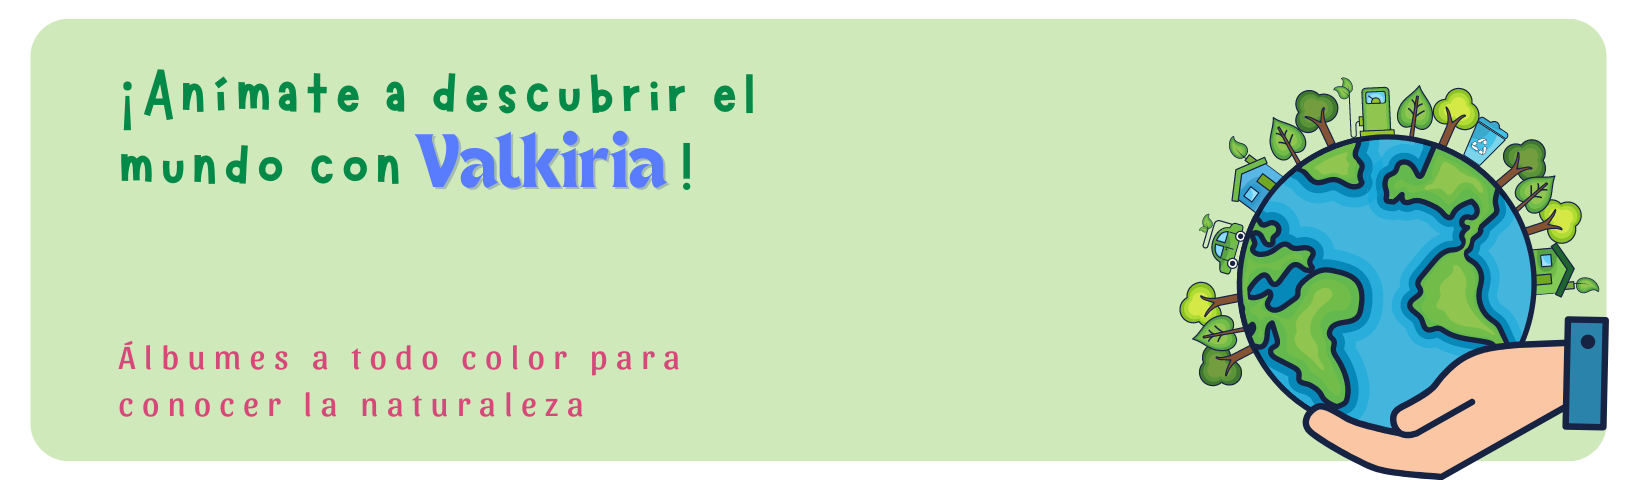 ¡Anímate a descubrir el
mundo con Valkiria!
Álbumes a todo color para
conocer la naturaleza